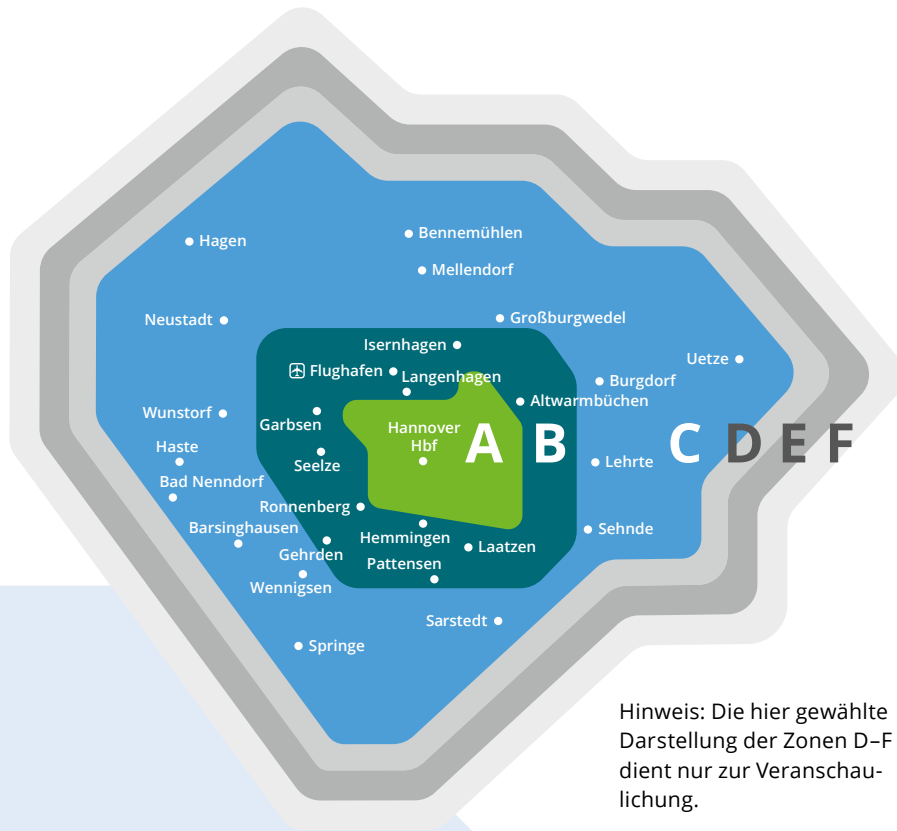 Hagen
Bennemühlen
Mellendorf
Neustadt
Großburgwedel
Isernhagen
Uetze
Flughafen
Langenhagen
Burgdorf
Altwarmbüchen
Wunstorf
Garbsen
Hannover
Hbf
A B C D E F
Haste
Seelze
Lehrte
Bad Nenndorf
Ronnenberg
Barsinghausen
Sehnde
Hemmingen
Gehrden
Laatzen
Pattensen
Wennigsen
Sarstedt
Springe
Hinweis: Die hier gewählte
Darstellung der Zonen D–F
dient nur zur Veranschau-
lichung.